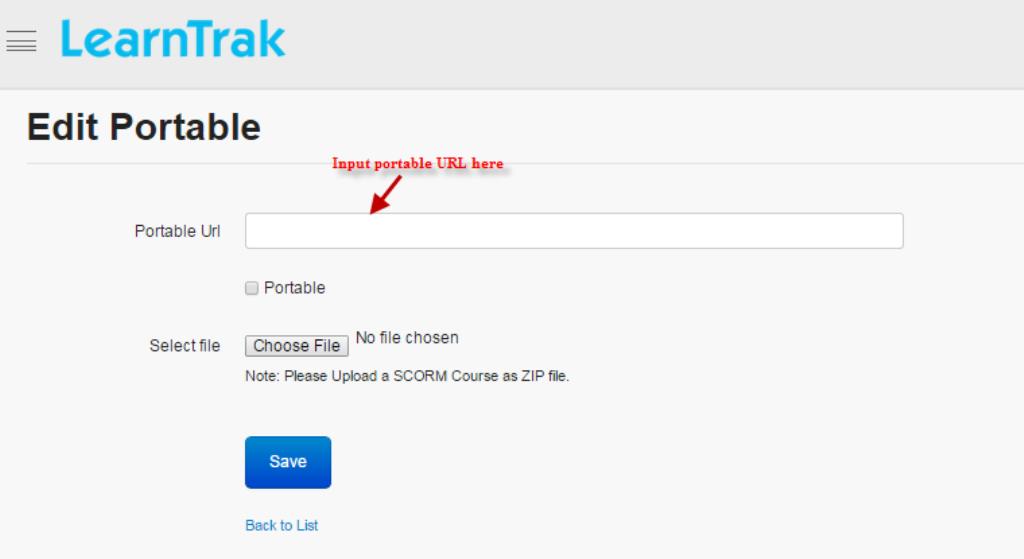 LearnTrak
Edit Portable
Input portable URL here
Portable Url
Portable
Select file
Choose File No file chosen
Note: Please Upload a SCORM Course as ZIP file.
Save
Back to List